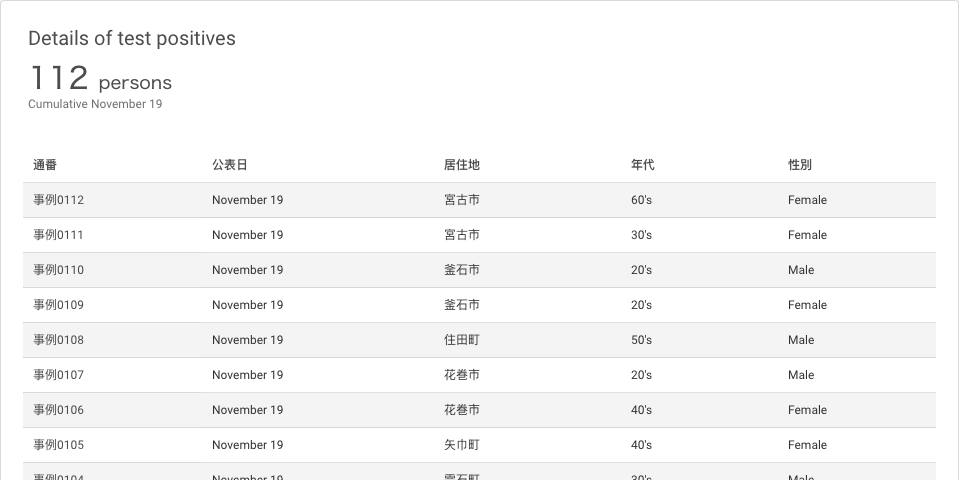 Details of test positives
112 persons
Cumulative November 19
通番 公表日 居住地 年代 性別
事例0112 November 19 宮古市 60's Female
事例0111 November 19 宮古市 30's Female
事例0110 November 19 釜石市 20's Male
事例0109 November 19 釜石市 20's Female
事例0108 November 19 住田町 50's Male
事例0107 November 19 花巻市 20's Male
事例0106 November 19 花巻市 40's Female
事例0105 November 19 矢巾町 40's Female
事例0104 November 19 雫石町 30's Male